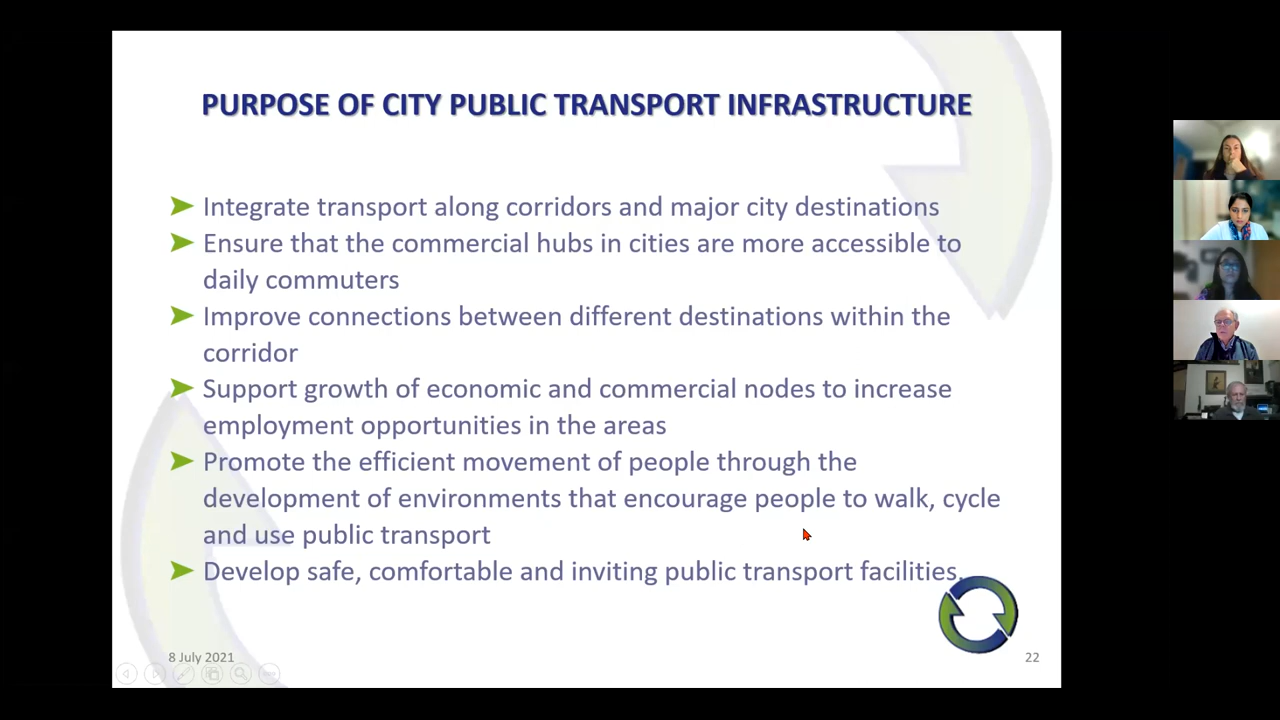 PURPOSE OF CITY PUBLIC TRANSPORT INFRASTRUCTURE
Integrate transport along corridors and major city destinations
Ensure that the commercial hubs in cities are more accessible to
daily commuters
Improve connections between different destinations within the
corridor
Support growth of economic and commercial nodes to increase
employment opportunities in the areas
Promote the efficient movement of people through the
development of environments that encourage people to walk, cycle
and use public transport
Develop safe, comfortable and inviting public transport facilities.
8 July 2021
22